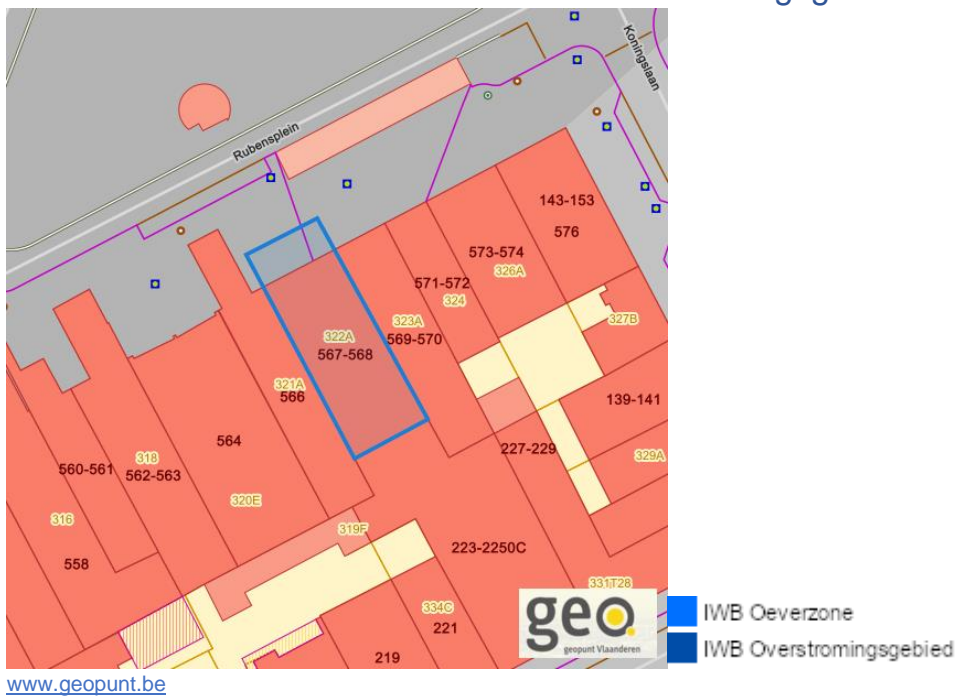 Koningslaan
Rubensplein
143-153
576
573-574
326A
571-572
324
327B
323A
569-570
322A
567-568
321A
566
139-141
564
227-229
329A
560-561
318
562-563
320E
316
319F
558
223-2250C
331T28
334C
221
219
geo.
geopunt Vlaanderen
IWB Oeverzone
IWB Overstromingsgebied
www.geopunt.be